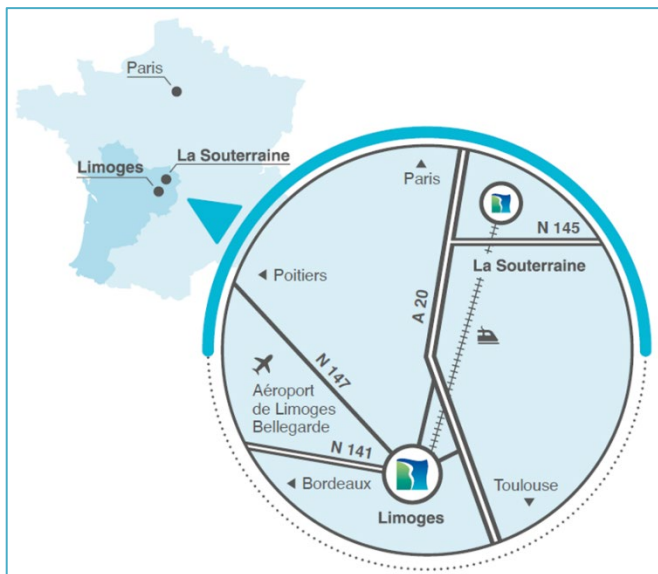 Paris
La Souterraine
Limoges
Paris
N 145
La Souterraine
Poitiers
A 20
N 147
Aéroport
de Limoges
Bellegarde
N 141
Bordeaux
Toulouse
Limoges